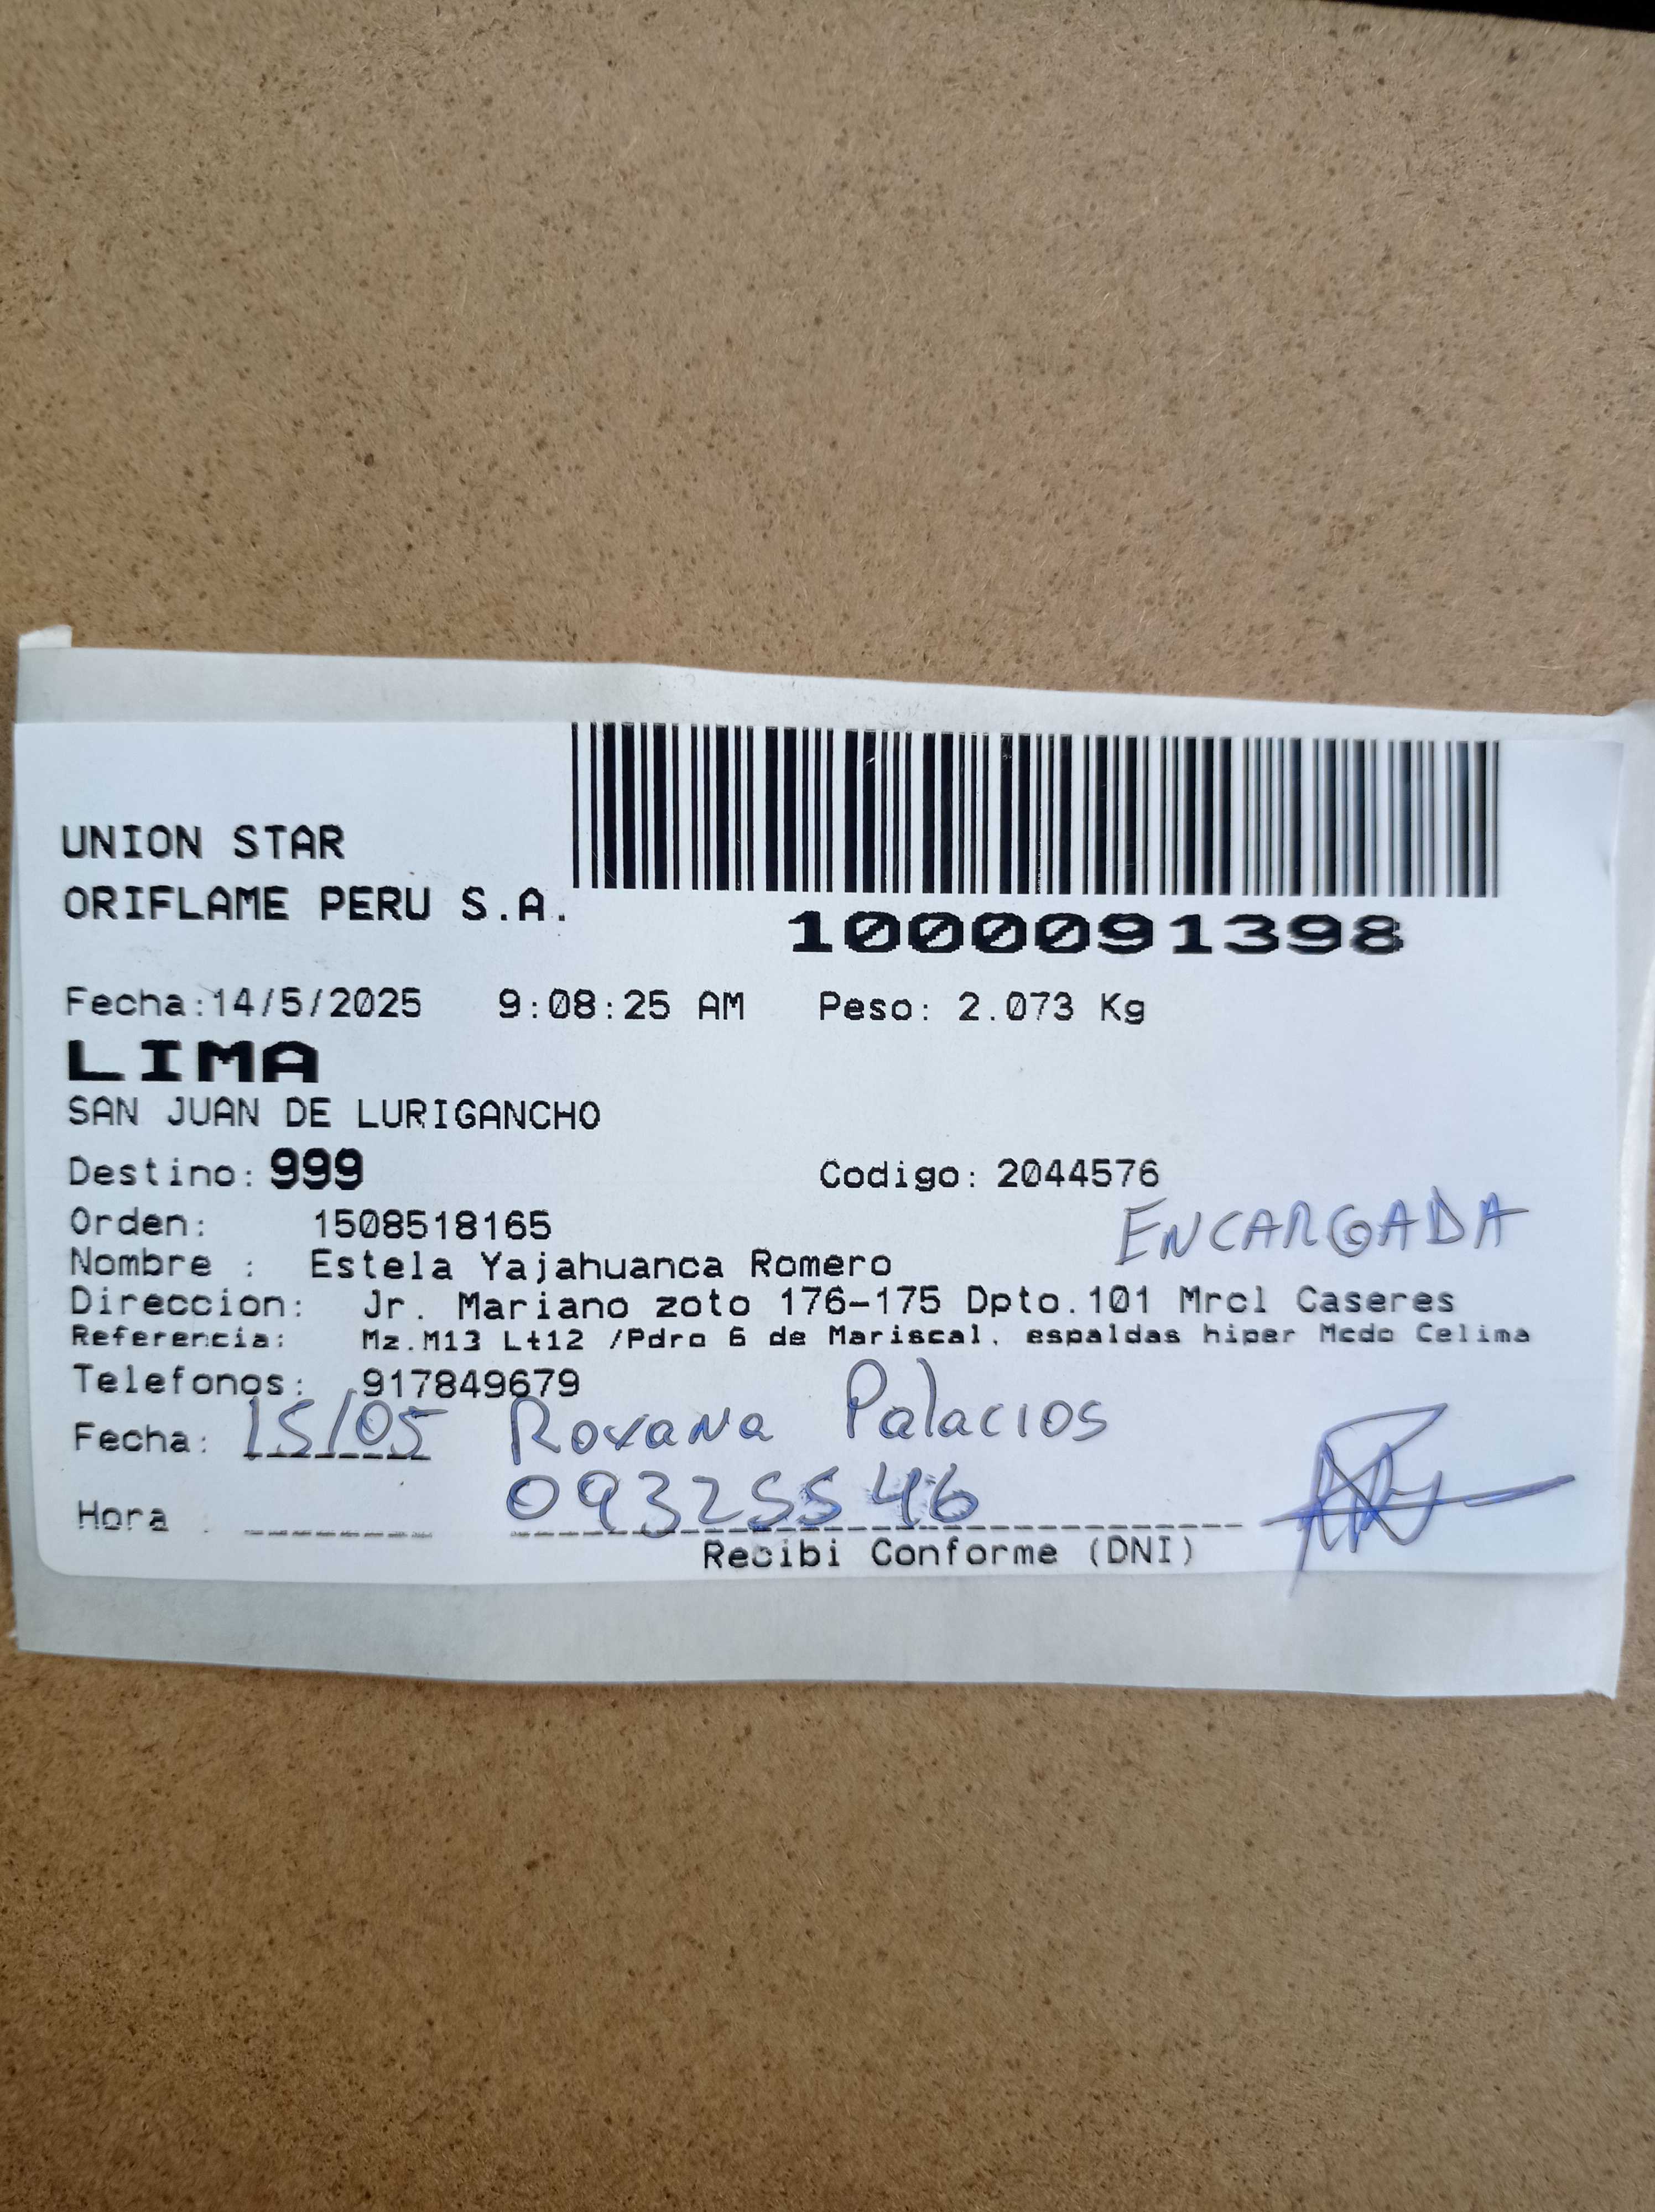 UNION STAR
ORIFLAME PERU S.A.
1000091398
Fecha:14/5/2025 9:08:25 AM Peso: 2.073 Kg
LIMA
SAN JUAN DE LURIGANCHO
Destino: 999 Codigo: 2044576
Orden: 1508518165 ENCARGADA
Nombre : Estela Yajahuanca Romero
Direccion: Jr. Mariano zoto 176-175 Dpto.101 Mrcl Caseres
Referencia: Mz.M13 Lt12 /Pdro 6 de Mariscal, espaldas hiper Mcdo Celima
Telefonos: 917849679
Fecha: 15/05 Roxana Palacios
Hora 09325546
Recibi Conforme (DNI)